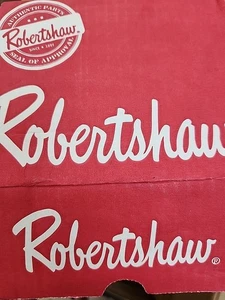 AUTHENTIC PARTS
Robertshaw
SINCE 1899
SEAL OF APPROVAL
Robertshaw
Robertshaw®